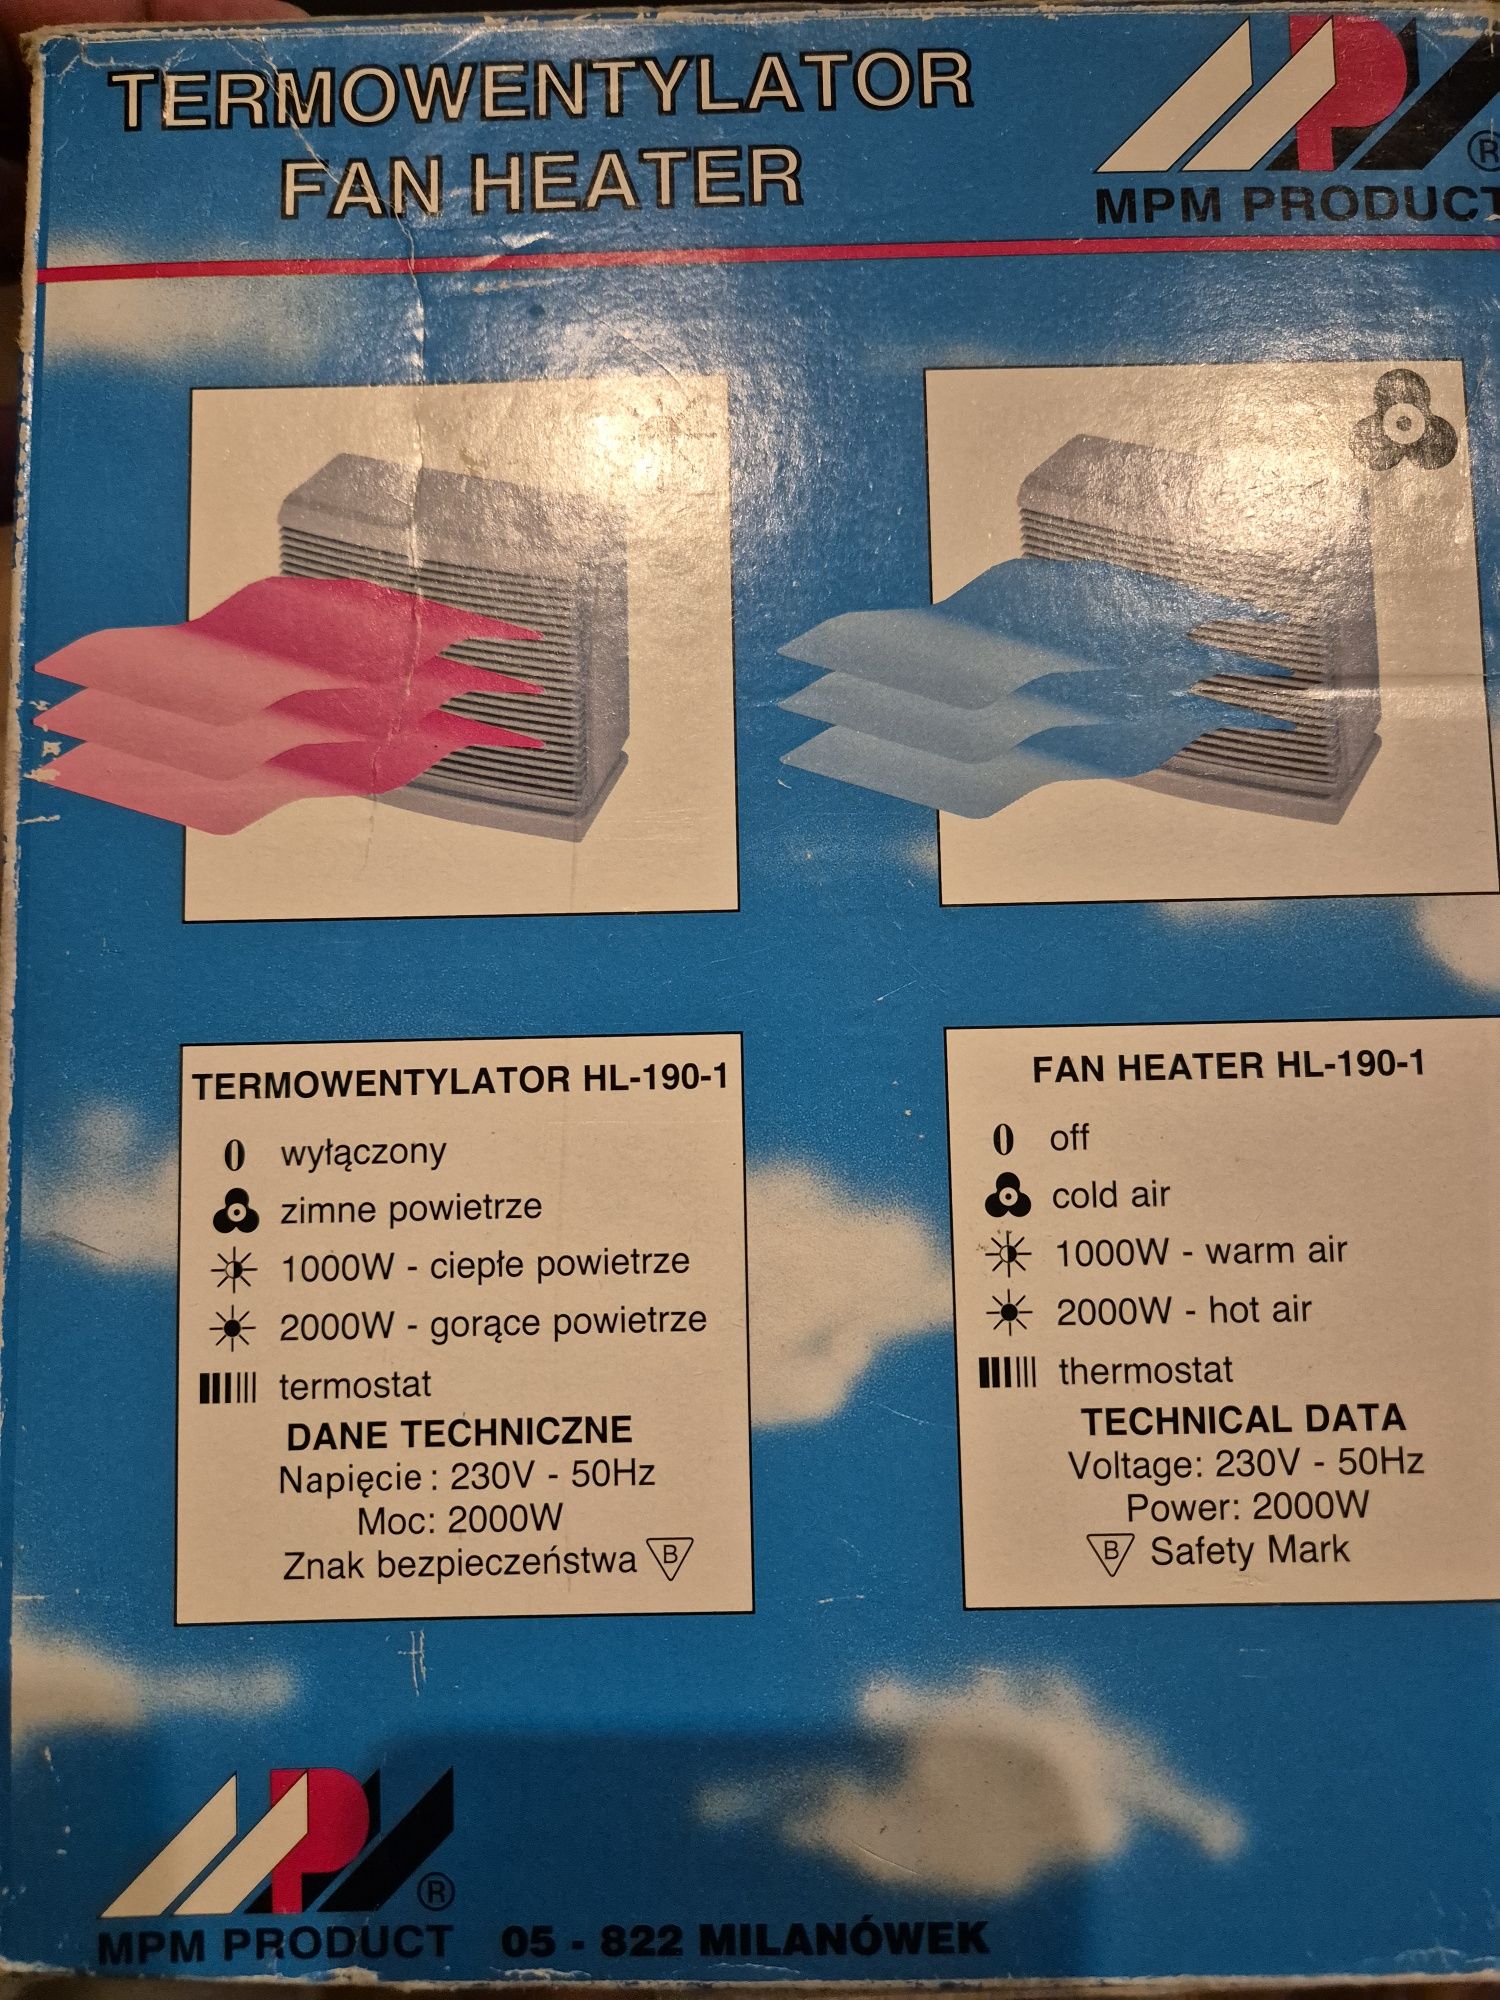 TERMOWENTYLATOR
FAN HEATER
MPM PRODUCT
®
TERMOWENTYLATOR HL-190-1
0 wyłączony
zimne powietrze
1000W - ciepłe powietrze
2000W - gorące powietrze
termostat
DANE TECHNICZNE
Napięcie : 230V - 50Hz
Moc: 2000W
Znak bezpieczeństwa B
FAN HEATER HL-190-1
0 off
cold air
1000W - warm air
2000W - hot air
thermostat
TECHNICAL DATA
Voltage: 230V - 50Hz
Power: 2000W
B Safety Mark
®
MPM PRODUCT 05 - 822 MILANÓWEK